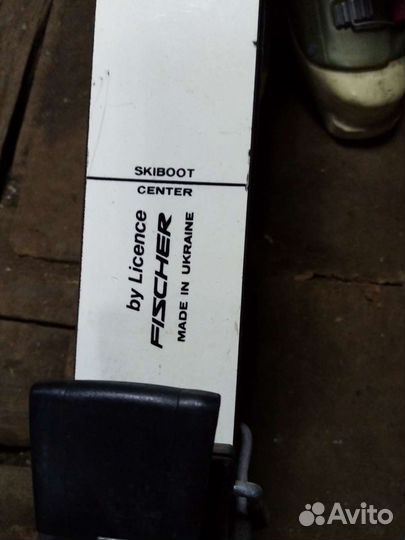 SKIBOOT
CENTER
by Licence
FISCHER
MADE IN UKRAINE
Avito